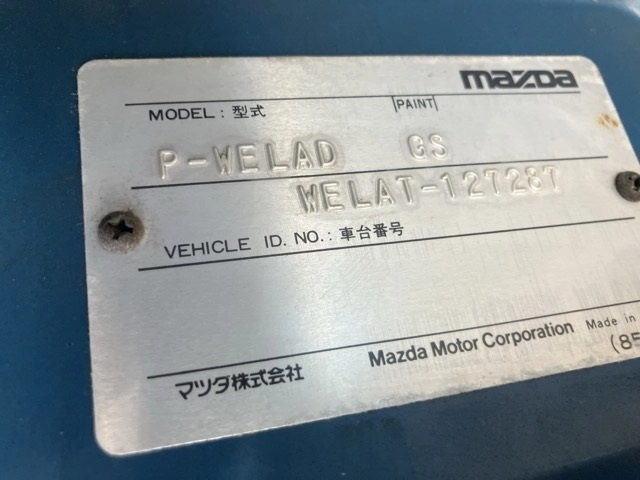 mazda
MODEL : 型式 PAINT
P-WELAD GS
WELAT-127287
VEHICLE ID. NO. : 車台番号
Mazda Motor Corporation Made in
マツダ株式会社 (85